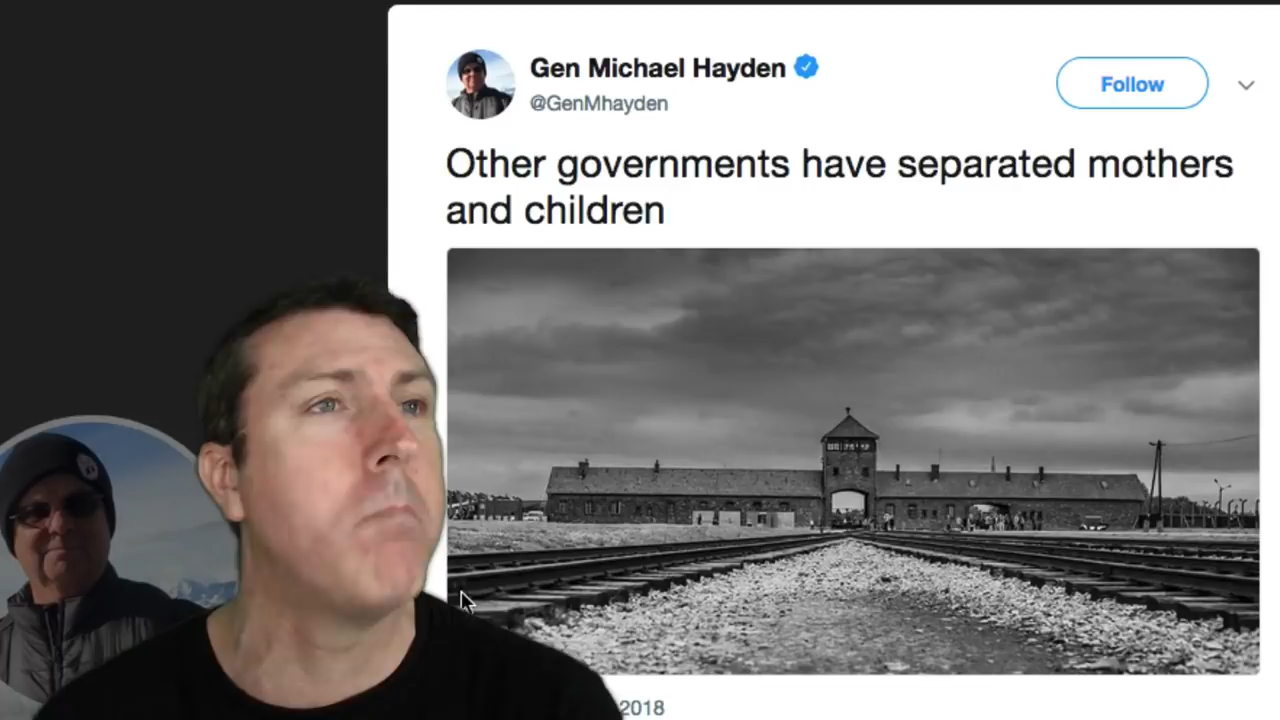 Gen Michael Hayden
Follow
@GenMhayden
Other governments have separated mothers
and children
2018